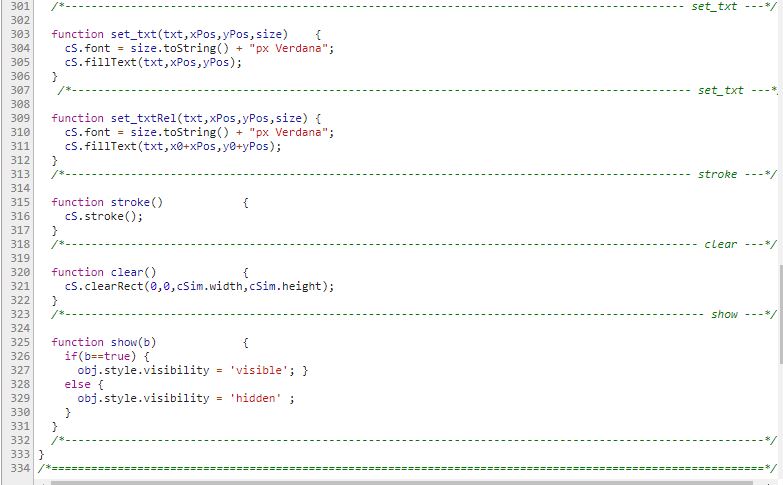 301 /*----------------------------------------------------------------------------------------------- set_txt ---*/
302
303 function set_txt(txt,xPos,yPos,size)    {
304   cS.font = size.toString() + "px Verdana";
305   cS.fillText(txt,xPos,yPos);
306 }
307  /*----------------------------------------------------------------------------------------------- set_txt ---*
308
309 function set_txtRel(txt,xPos,yPos,size) {
310   cS.font = size.toString() + "px Verdana";
311   cS.fillText(txt,x0+xPos,y0+yPos);
312 }
313 /*------------------------------------------------------------------------------------------------ stroke ---*/
314
315 function stroke()            {
316   cS.stroke();
317 }
318 /*------------------------------------------------------------------------------------------------- clear ---*/
319
320 function clear()             {
321   cS.clearRect(0,0,cSim.width,cSim.height);
322 }
323 /*-------------------------------------------------------------------------------------------------- show ---*/
324
325 function show(b)             {
326   if(b==true) {
327     obj.style.visibility = 'visible'; }
328   else {
329     obj.style.visibility = 'hidden' ;
330   }
331 }
332 /*-----------------------------------------------------------------------------------------------------------*/
333 }
334 /*=============================================================================================================*/